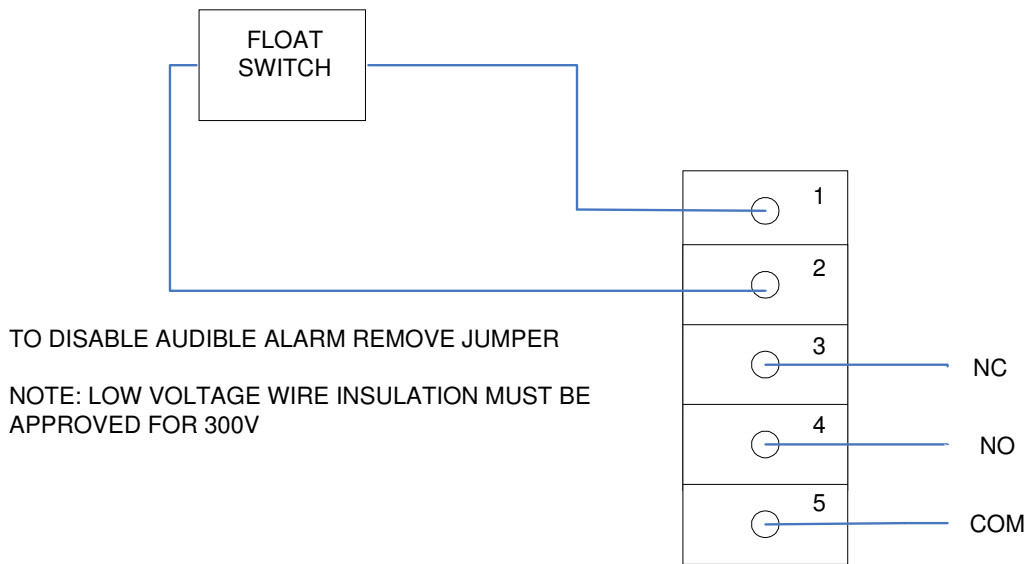 FLOAT
SWITCH
1
2
TO DISABLE AUDIBLE ALARM REMOVE JUMPER
3
NC
NOTE: LOW VOLTAGE WIRE INSULATION MUST BE
APPROVED FOR 300V
4
NO
5
COM